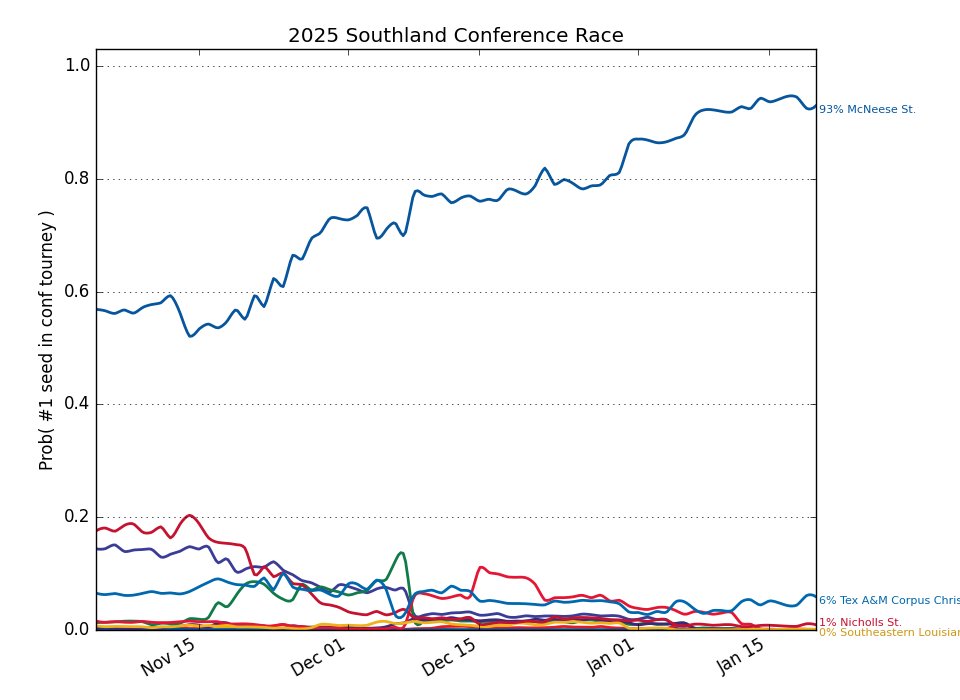 2025 Southland Conference Race
Prob( #1 seed in conf tourney )
1.0
0.8
0.6
0.4
0.2
0.0
Nov 15
Dec 01
Dec 15
Jan 01
Jan 15
93% McNeese St.
6% Tex A&M Corpus Chris
1% Nicholls St.
0% Southeastern Louisian